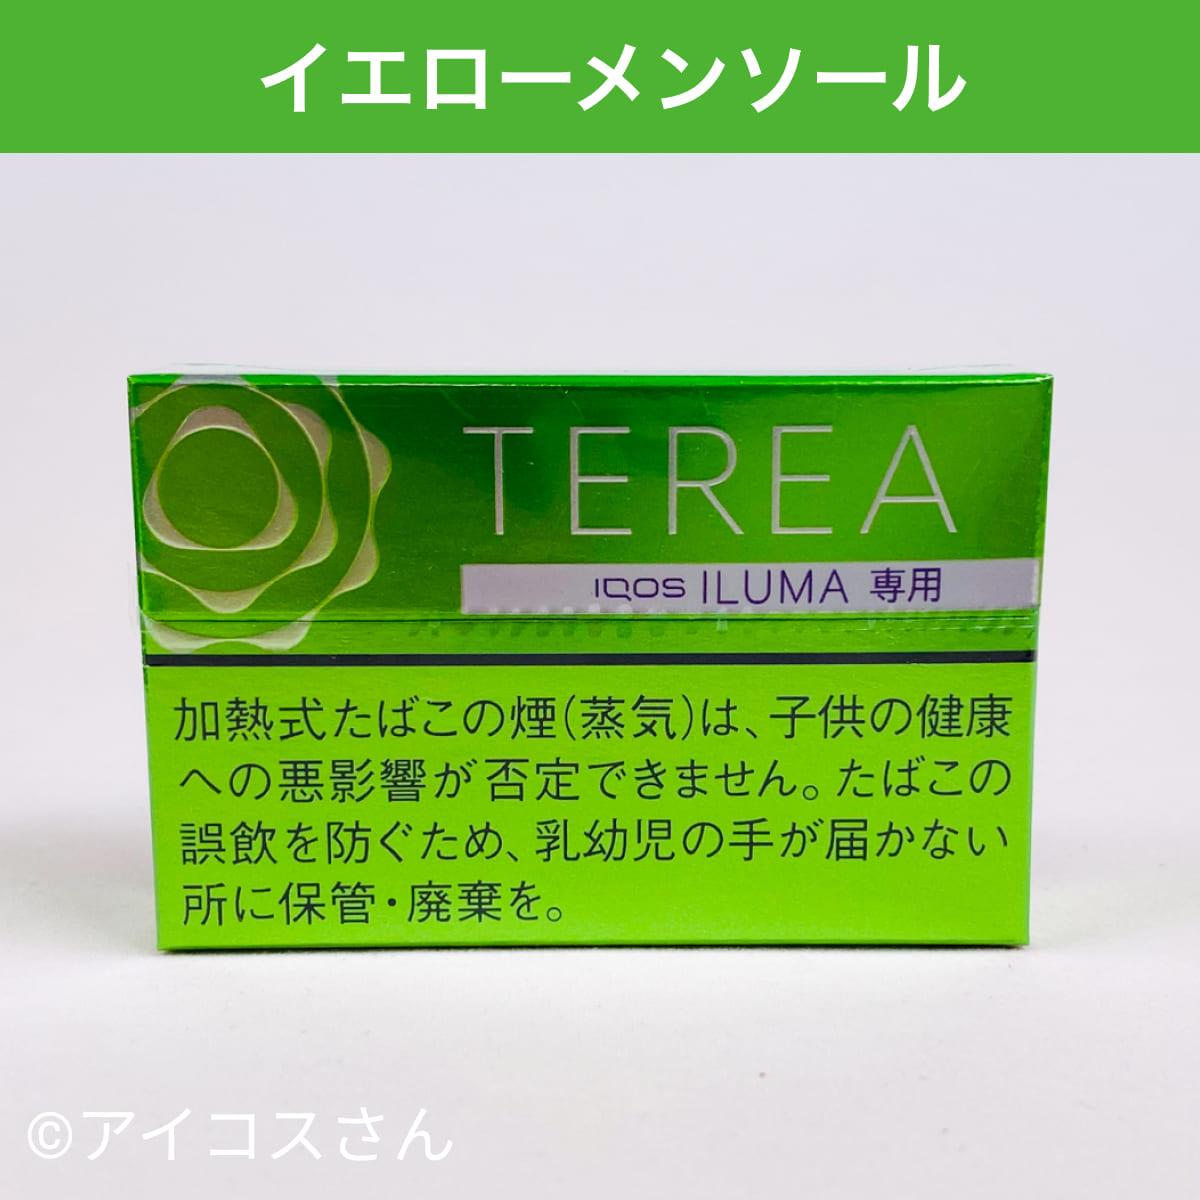 イエローメンソール
TEREA
IQOS ILUMA 専用
加熱式たばこの煙(蒸気)は、子供の健康
への悪影響が否定できません。たばこの
誤飲を防ぐため、乳幼児の手が届かない
所に保管・廃棄を。
©アイコスさん